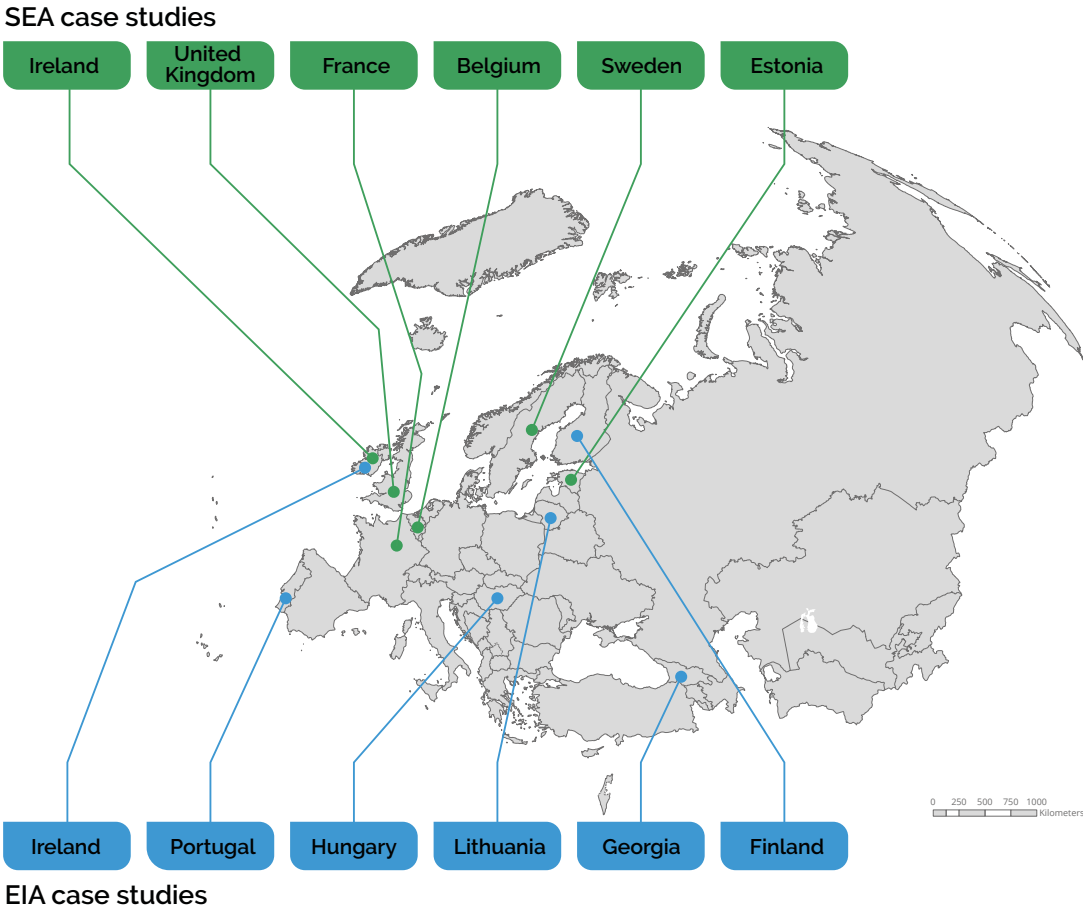 SEA case studies
Ireland
United
Kingdom
France
Belgium
Sweden
Estonia
0 250 500 750 1000
Kilometers
Ireland
Portugal
Hungary
Lithuania
Georgia
Finland
EIA case studies